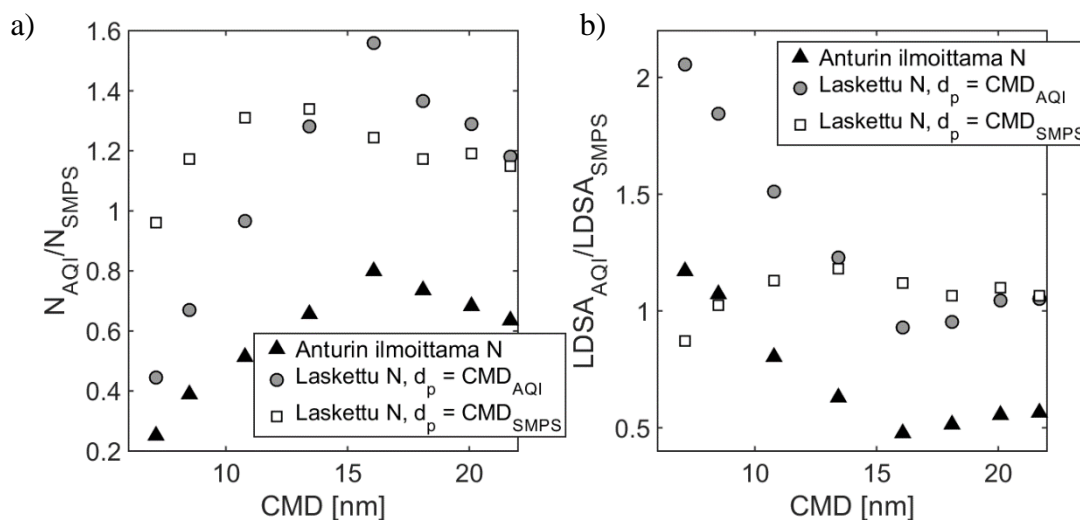 a)
N_AQI/N_SMPS
1.6
1.4
1.2
1
0.8
0.6
0.4
0.2
Anturin ilmoittama N
Laskettu N, d_p = CMD_AQI
Laskettu N, d_p = CMD_SMPS
10
15
20
CMD [nm]
b)
LDSA_AQI/LDSA_SMPS
2
1.5
1
0.5
Anturin ilmoittama N
Laskettu N, d_p = CMD_AQI
Laskettu N, d_p = CMD_SMPS
10
15
20
CMD [nm]